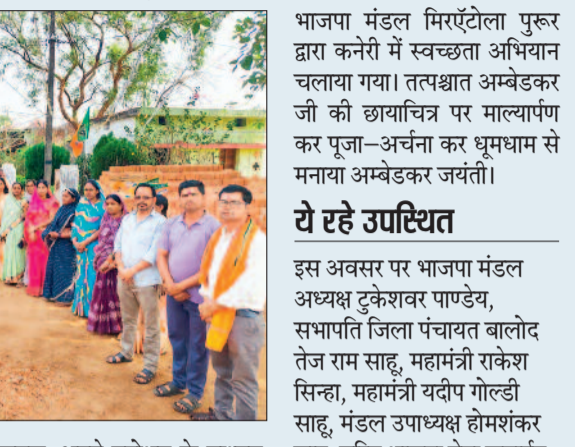 भाजपा मंडल मिरऍटोला पुरूर
द्वारा कनेरी में स्वच्छता अभियान
चलाया गया। तत्पश्चात अम्बेडकर
जी की छायाचित्र पर माल्यार्पण
कर पूजा–अर्चना कर धूमधाम से
मनाया अम्बेडकर जयंती।
ये रहे उपस्थित
इस अवसर पर भाजपा मंडल
अध्यक्ष टुकेशवर पाण्डेय,
सभापति जिला पंचायत बालोद
तेज राम साहू, महामंत्री राकेश
सिन्हा, महामंत्री यदीप गोल्डी
साहू, मंडल उपाध्यक्ष होमशंकर